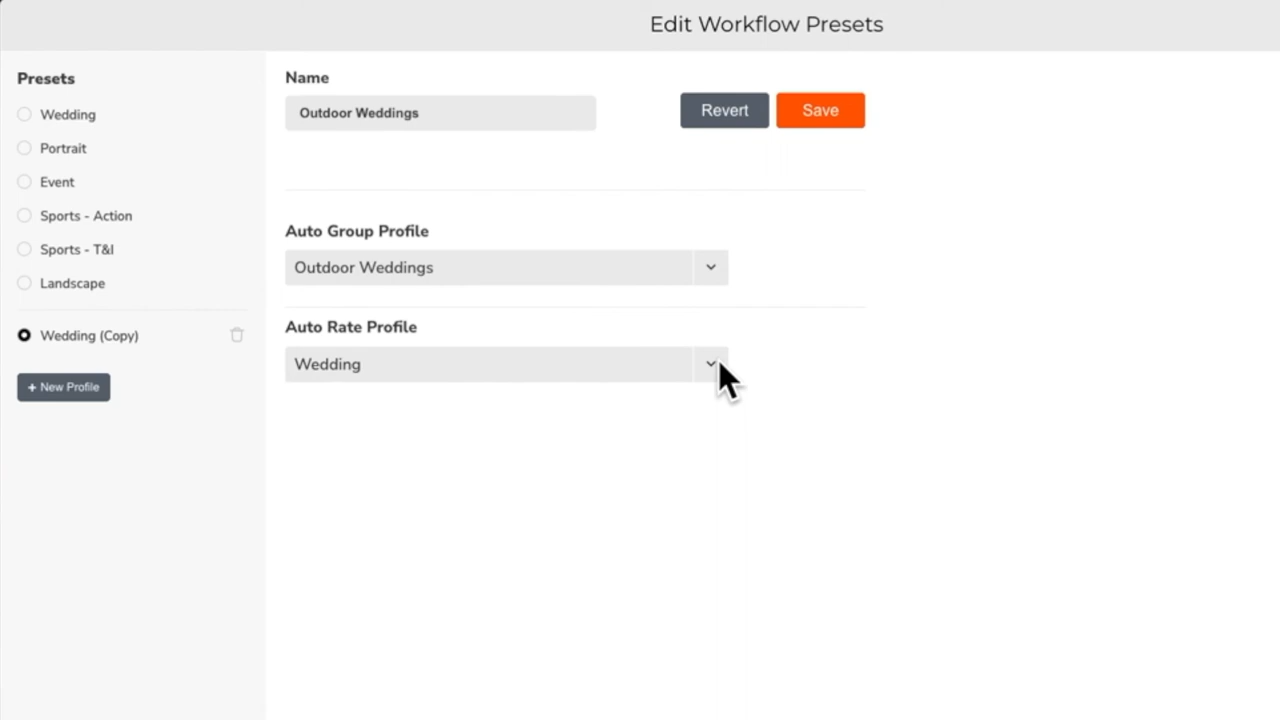 Edit Workflow Presets
Presets
Wedding
Portrait
Event
Sports - Action
Sports - T&I
Landscape
Wedding (Copy)
+ New Profile
Name
Outdoor Weddings
Revert
Save
Auto Group Profile
Outdoor Weddings
Auto Rate Profile
Wedding